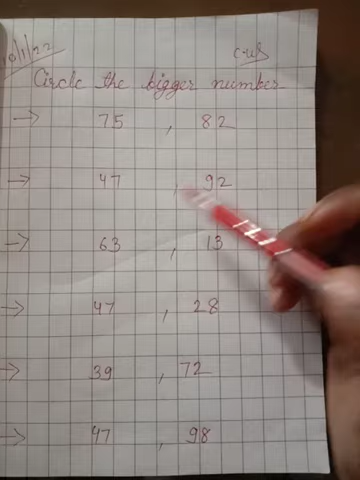 C.W
Circle the bigger number
→ 75 , 82
→ 47 , 92
→ 63 , 13
→ 47 , 28
→ 39 , 72
→ 47 , 98